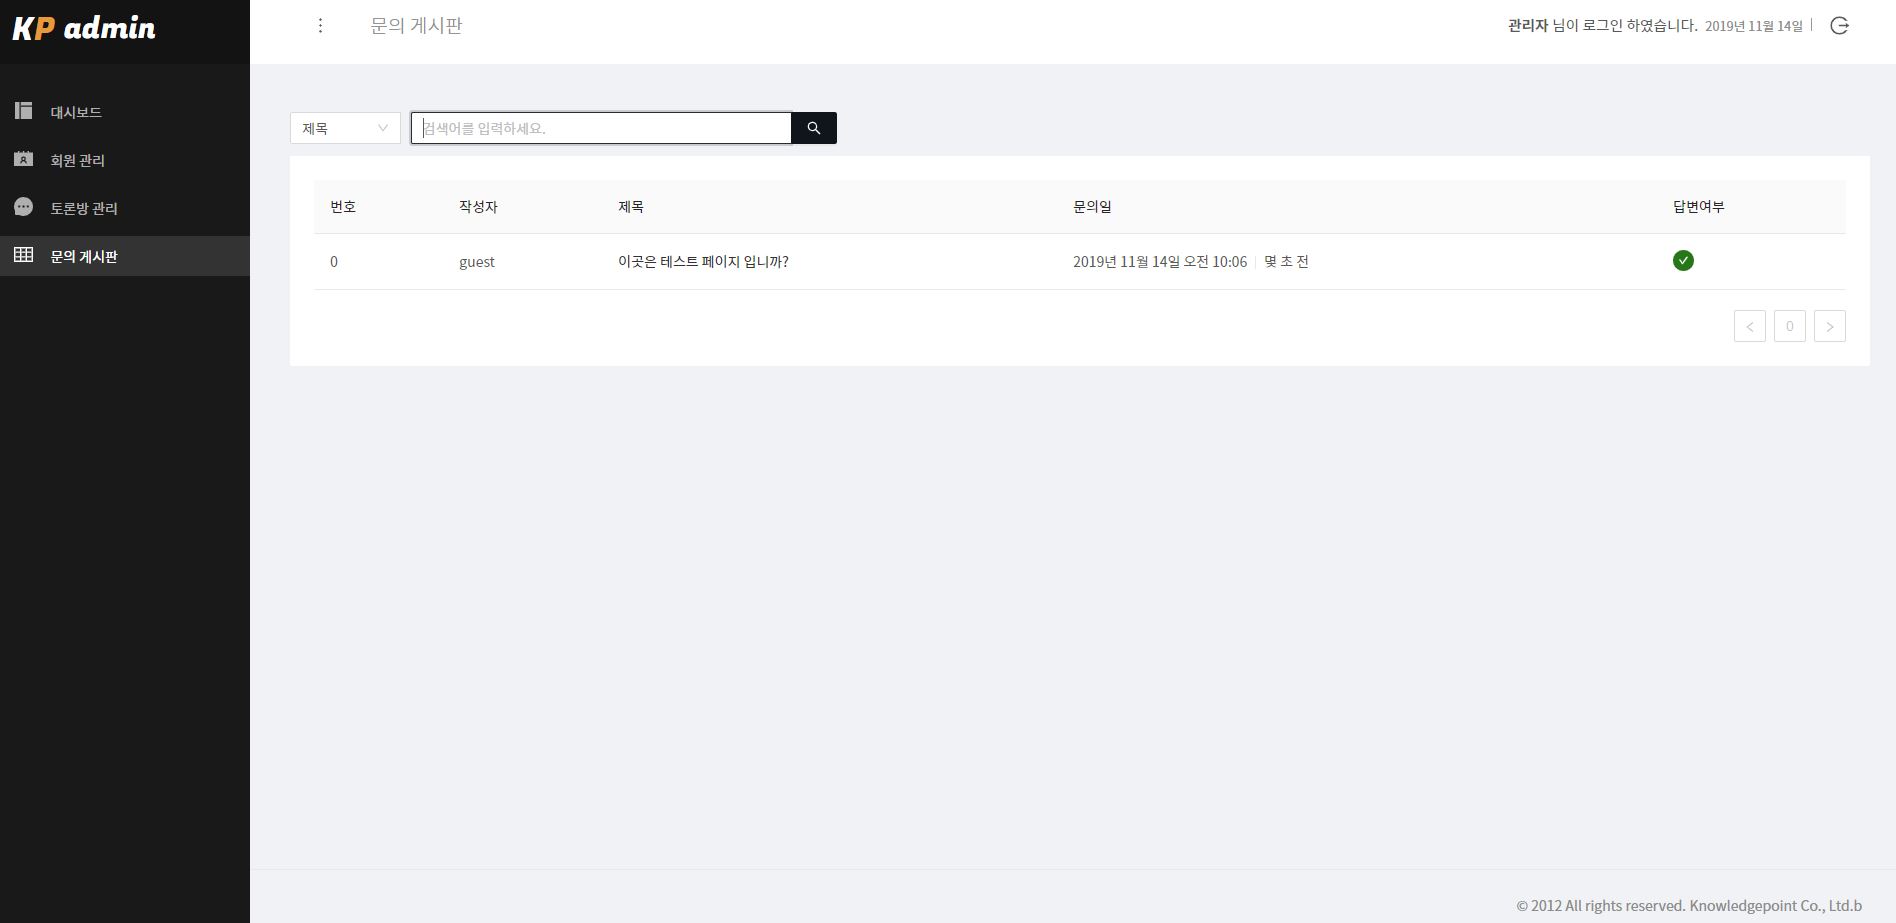 KP admin
문의 게시판
관리자 님이 로그인 하였습니다. 2019년 11월 14일
대시보드
회원 관리
토론방 관리
문의 게시판
제목
검색어를 입력하세요.
번호 작성자 제목 문의일 답변여부
0 guest 이곳은 테스트 페이지 입니까? 2019년 11월 14일 오전 10:06 몇 초 전
< 0 >
© 2012 All rights reserved. Knowledgepoint Co., Ltd.b